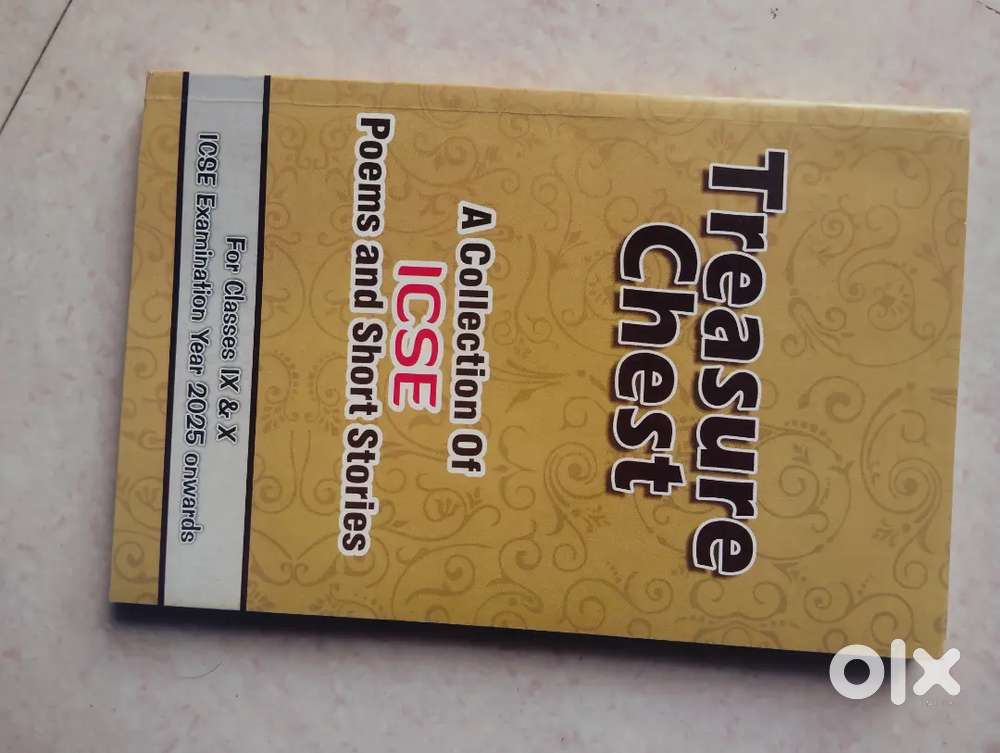 Treasure
Chest
A Collection Of
ICSE
Poems and Short Stories
For Classes IX & X
ICSE Examination Year 2025 onwards
olx